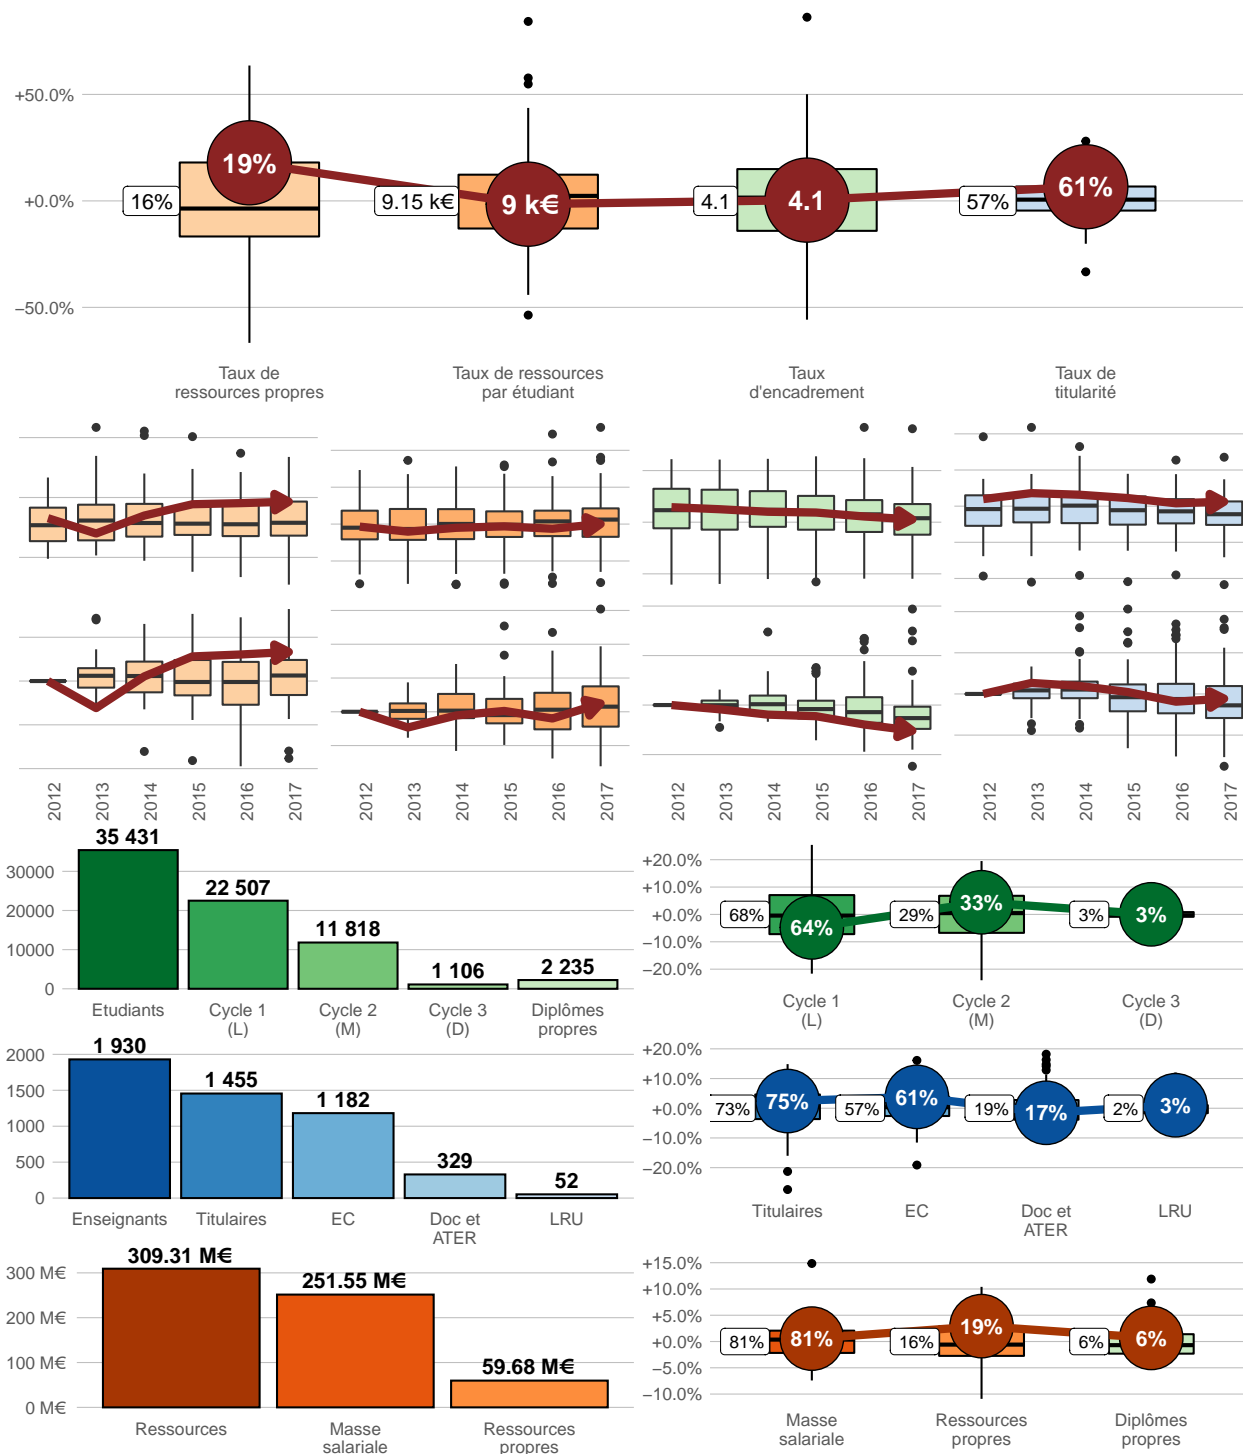 +50.0%
+0.0%
−50.0%
16%
19%
9.15 k€
9 k€
4.1
4.1
57%
61%
Taux de
ressources propres
Taux de ressources
par étudiant
Taux
d'encadrement
Taux de
titularité
2012
2013
2014
2015
2016
2017
2012
2013
2014
2015
2016
2017
2012
2013
2014
2015
2016
2017
2012
2013
2014
2015
2016
2017
30000
20000
10000
0
35 431
22 507
11 818
1 106
2 235
Etudiants
Cycle 1
(L)
Cycle 2
(M)
Cycle 3
(D)
Diplômes
propres
+20.0%
+10.0%
+0.0%
−10.0%
−20.0%
68%
64%
29%
33%
3%
3%
Cycle 1
(L)
Cycle 2
(M)
Cycle 3
(D)
2000
1500
1000
500
0
1 930
1 455
1 182
329
52
Enseignants
Titulaires
EC
Doc et
ATER
LRU
+20.0%
+10.0%
+0.0%
−10.0%
−20.0%
73%
75%
57%
61%
19%
17%
2%
3%
Titulaires
EC
Doc et
ATER
LRU
300 M€
200 M€
100 M€
0 M€
309.31 M€
251.55 M€
59.68 M€
Ressources
Masse
salariale
Ressources
propres
+15.0%
+10.0%
+5.0%
+0.0%
−5.0%
−10.0%
81%
81%
16%
19%
6%
6%
Masse
salariale
Ressources
propres
Diplômes
propres